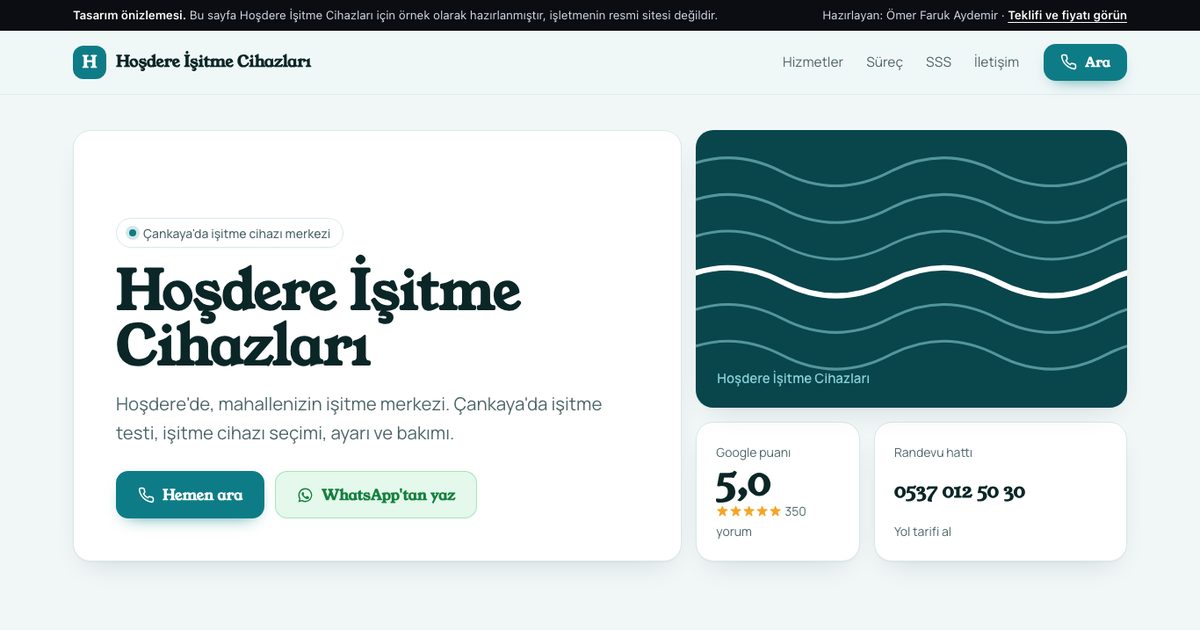 Tasarım önizlemesi. Bu sayfa Hoşdere İşitme Cihazları için örnek olarak hazırlanmıştır, işletmenin resmi sitesi değildir.
Hazırlayan: Ömer Faruk Aydemir · Teklifi ve fiyatı görün
H Hoşdere İşitme Cihazları
Hizmetler Süreç SSS İletişim Ara
Çankaya'da işitme cihazı merkezi
Hoşdere İşitme
Cihazları
Hoşdere'de, mahallenizin işitme merkezi. Çankaya'da işitme
testi, işitme cihazı seçimi, ayarı ve bakımı.
Hemen ara
WhatsApp'tan yaz
Hoşdere İşitme Cihazları
Google puanı
5,0
★★★★★ 350
yorum
Randevu hattı
0537 012 50 30
Yol tarifi al